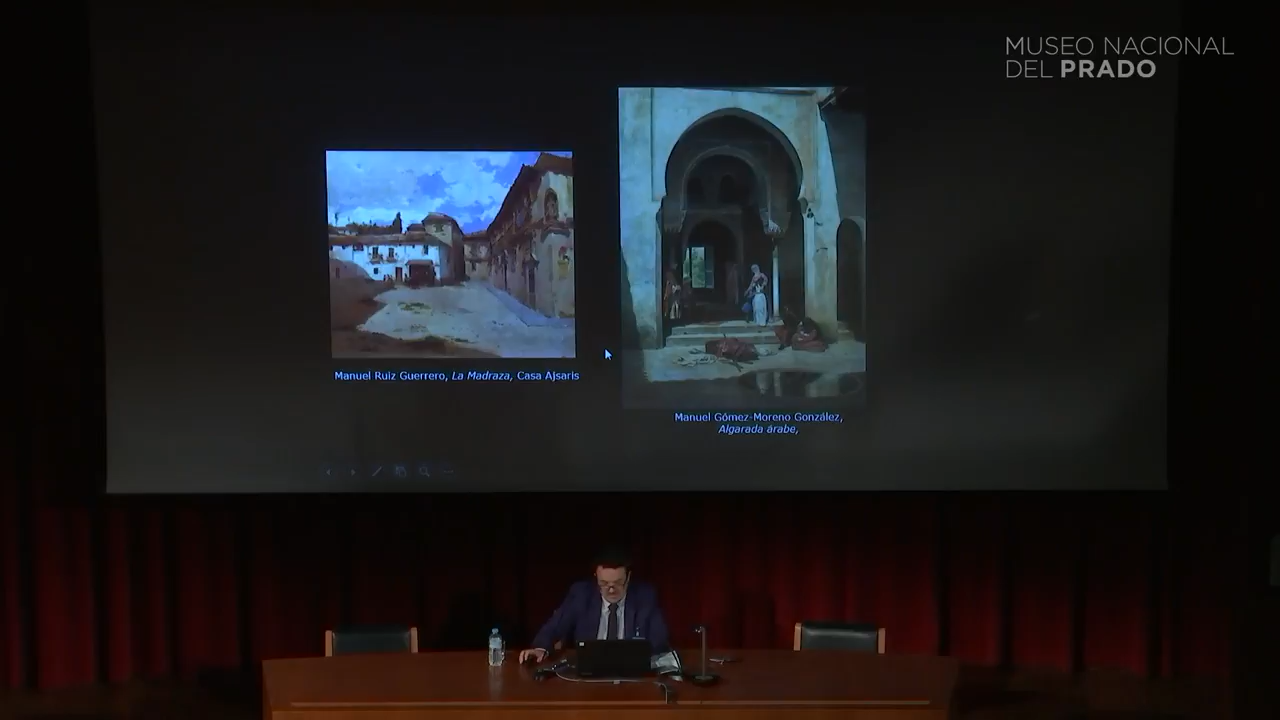 MUSEO NACIONAL
DEL PRADO
Manuel Ruiz Guerrero, La Madraza, Casa Ajsaris
Manuel Gómez-Moreno González,
Algarada árabe,